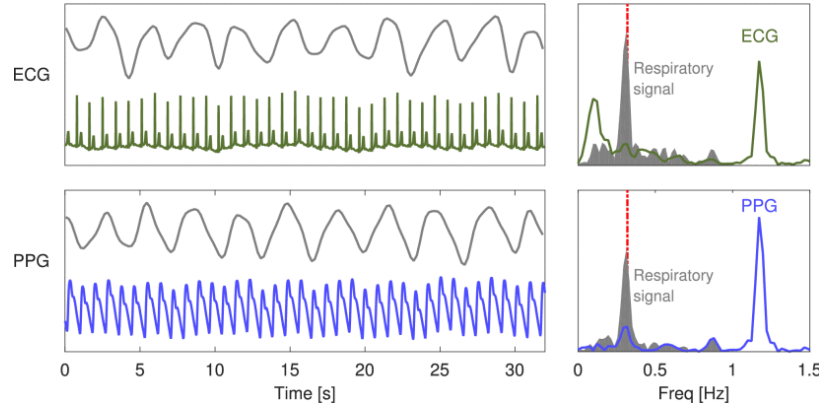 ECG
ECG
Respiratory
signal
PPG
PPG
Respiratory
signal
0 5 10 15 20 25 30
Time [s]
0 0.5 1 1.5
Freq [Hz]